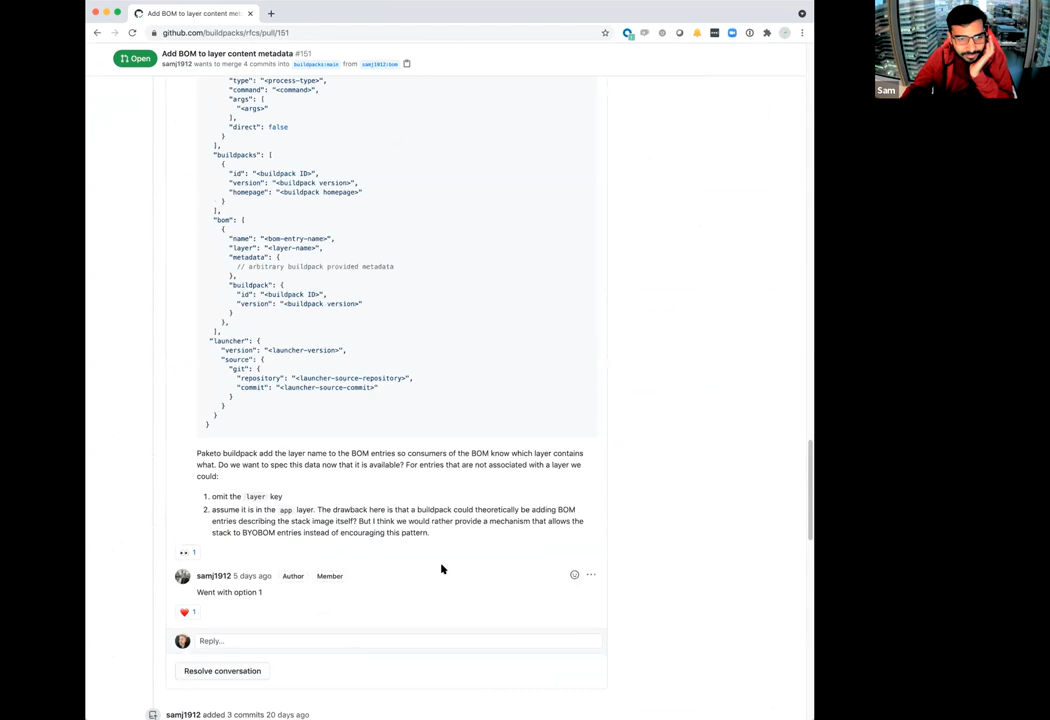 Add BOM to layer content met
github.com/buildpacks/rfcs/pull/151
Open
Add BOM to layer content metadata #151
samj1912 wants to merge 4 commits into buildpacks:main from samj1912:bom
"type": "<process-type>",
"command": "<command>",
"args": [
"<args>"
],
"direct": false
}
],
"buildpacks": [
{
"id": "<buildpack ID>",
"version": "<buildpack version>",
"homepage": "<buildpack homepage>"
}
],
"bom": [
{
"name": "<bom-entry-name>",
"layer": "<layer-name>",
"metadata": {
// arbitrary buildpack provided metadata
},
"buildpack": {
"id": "<buildpack ID>",
"version": "<buildpack version>"
}
},
],
"launcher": {
"version": "<launcher-version>",
"source": {
"git": {
"repository": "<launcher-source-repository>",
"commit": "<launcher-source-commit>"
}
}
}
}
Paketo buildpack add the layer name to the BOM entries so consumers of the BOM know which layer contains
what. Do we want to spec this data now that it is available? For entries that are not associated with a layer we
could:
1. omit the layer key
2. assume it is in the app layer. The drawback here is that a buildpack could theoretically be adding BOM
entries describing the stack image itself? But I think we would rather provide a mechanism that allows the
stack to BYOBOM entries instead of encouraging this pattern.
1
samj1912 5 days ago Author Member
Went with option 1
1
Reply...
Resolve conversation
samj1912 added 3 commits 20 days ago
Sam